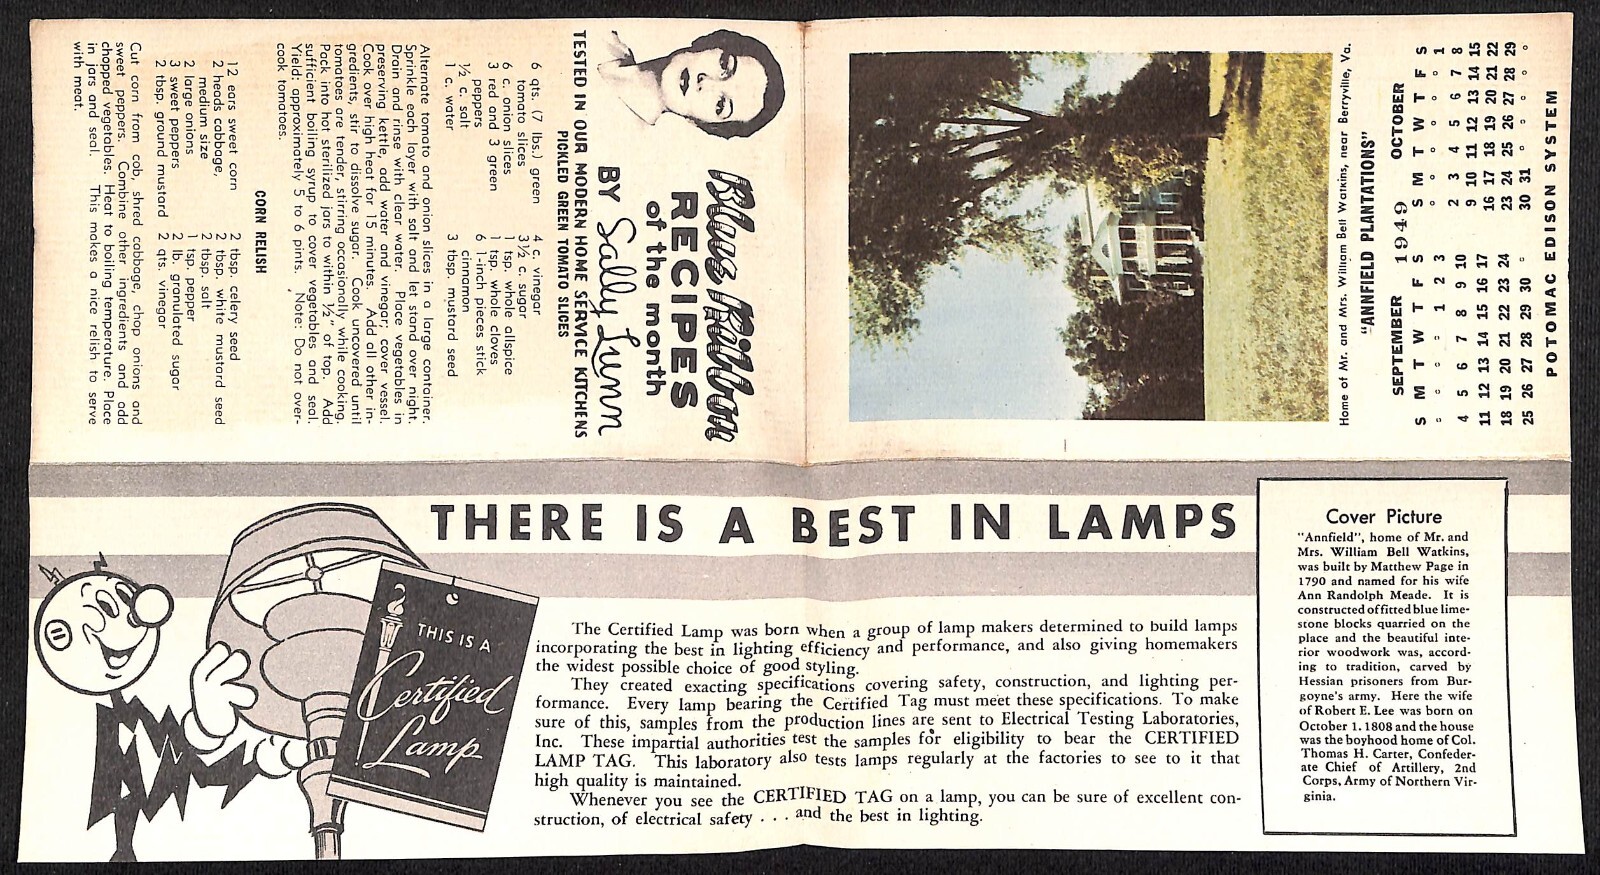 Blue Ribbon
RECIPES
of the month
BY Sally Lunn
TESTED IN OUR MODERN HOME SERVICE KITCHENS
PICKLED GREEN TOMATO SLICES
6 qts. (7 lbs.) green
tomato slices
6 c. onion slices
3 red and 3 green
peppers
½ c. salt
1 c. water
4 c. vinegar
3½ c. sugar
1 tsp. whole allspice
1 tsp. whole cloves
6 1-inch pieces stick
cinnamon
3 tbsp. mustard seed
Alternate tomato and onion slices in a large container.
Sprinkle each layer with salt and let stand over night.
Drain and rinse with clear water. Place vegetables in
preserving kettle, add water and vinegar; cover vessel.
Cook over high heat for 15 minutes. Add all other in-
gredients, stir to dissolve sugar. Cook uncovered until
tomatoes are tender, stirring occasionally while cooking.
Pack into hot sterilized jars to within ½" of top. Add
sufficient boiling syrup to cover vegetables and seal.
Yield: approximately 5 to 6 pints. Note: Do not over-
cook tomatoes.
CORN RELISH
12 ears sweet corn
2 heads cabbage,
medium size
2 large onions
3 sweet peppers
2 tbsp. ground mustard
2 tbsp. celery seed
2 tbsp. white mustard seed
2 tbsp. salt
1 tsp. pepper
2 lb. granulated sugar
2 qts. vinegar
Cut corn from cob, shred cabbage, chop onions and
sweet peppers. Combine other ingredients and add
chopped vegetables. Heat to boiling temperature. Place
in jars and seal. This makes a nice relish to serve
with meat.
Home of Mr. and Mrs. William Bell Watkins, near Berryville, Va.
"ANNFIELD PLANTATIONS"
SEPTEMBER 1949 OCTOBER
S M T W T F S S M T W T F S
° ° ° ° 1 2 3 ° ° ° ° ° ° 1
4 5 6 7 8 9 10 2 3 4 5 6 7 8
11 12 13 14 15 16 17 9 10 11 12 13 14 15
18 19 20 21 22 23 24 16 17 18 19 20 21 22
25 26 27 28 29 30 ° 23 24 25 26 27 28 29
30 31 ° ° ° ° °
POTOMAC EDISON SYSTEM
THERE IS A BEST IN LAMPS
THIS IS A
Certified
Lamp
The Certified Lamp was born when a group of lamp makers determined to build lamps
incorporating the best in lighting efficiency and performance, and also giving homemakers
the widest possible choice of good styling.
They created exacting specifications covering safety, construction, and lighting per-
formance. Every lamp bearing the Certified Tag must meet these specifications. To make
sure of this, samples from the production lines are sent to Electrical Testing Laboratories,
Inc. These impartial authorities test the samples for eligibility to bear the CERTIFIED
LAMP TAG. This laboratory also tests lamps regularly at the factories to see to it that
high quality is maintained.
Whenever you see the CERTIFIED TAG on a lamp, you can be sure of excellent con-
struction, of electrical safety . . . and the best in lighting.
Cover Picture
"Annfield", home of Mr. and
Mrs. William Bell Watkins,
was built by Matthew Page in
1790 and named for his wife
Ann Randolph Meade. It is
constructed of fitted blue lime-
stone blocks quarried on the
place and the beautiful inte-
rior woodwork was, accord-
ing to tradition, carved by
Hessian prisoners from Bur-
goyne's army. Here the wife
of Robert E. Lee was born on
October 1, 1808 and the house
was the boyhood home of Col.
Thomas H. Carter, Confeder-
ate Chief of Artillery, 2nd
Corps, Army of Northern Vir-
ginia.